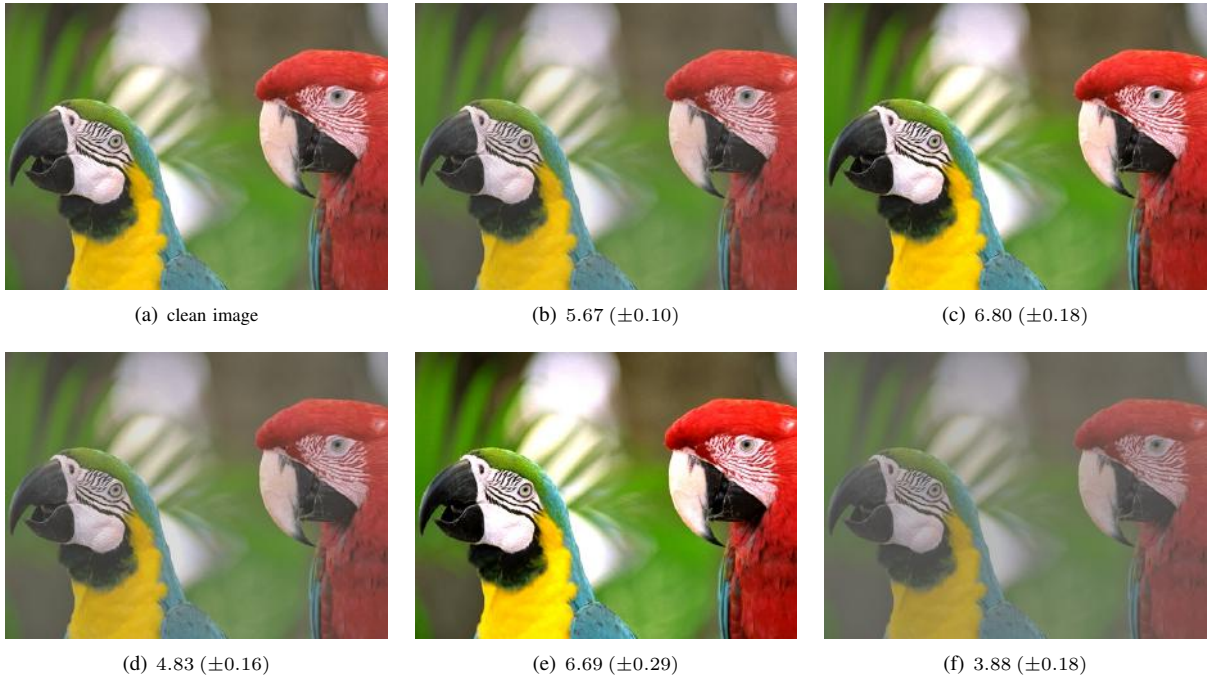 (a) clean image
(b) 5.67 (±0.10)
(c) 6.80 (±0.18)
(d) 4.83 (±0.16)
(e) 6.69 (±0.29)
(f) 3.88 (±0.18)